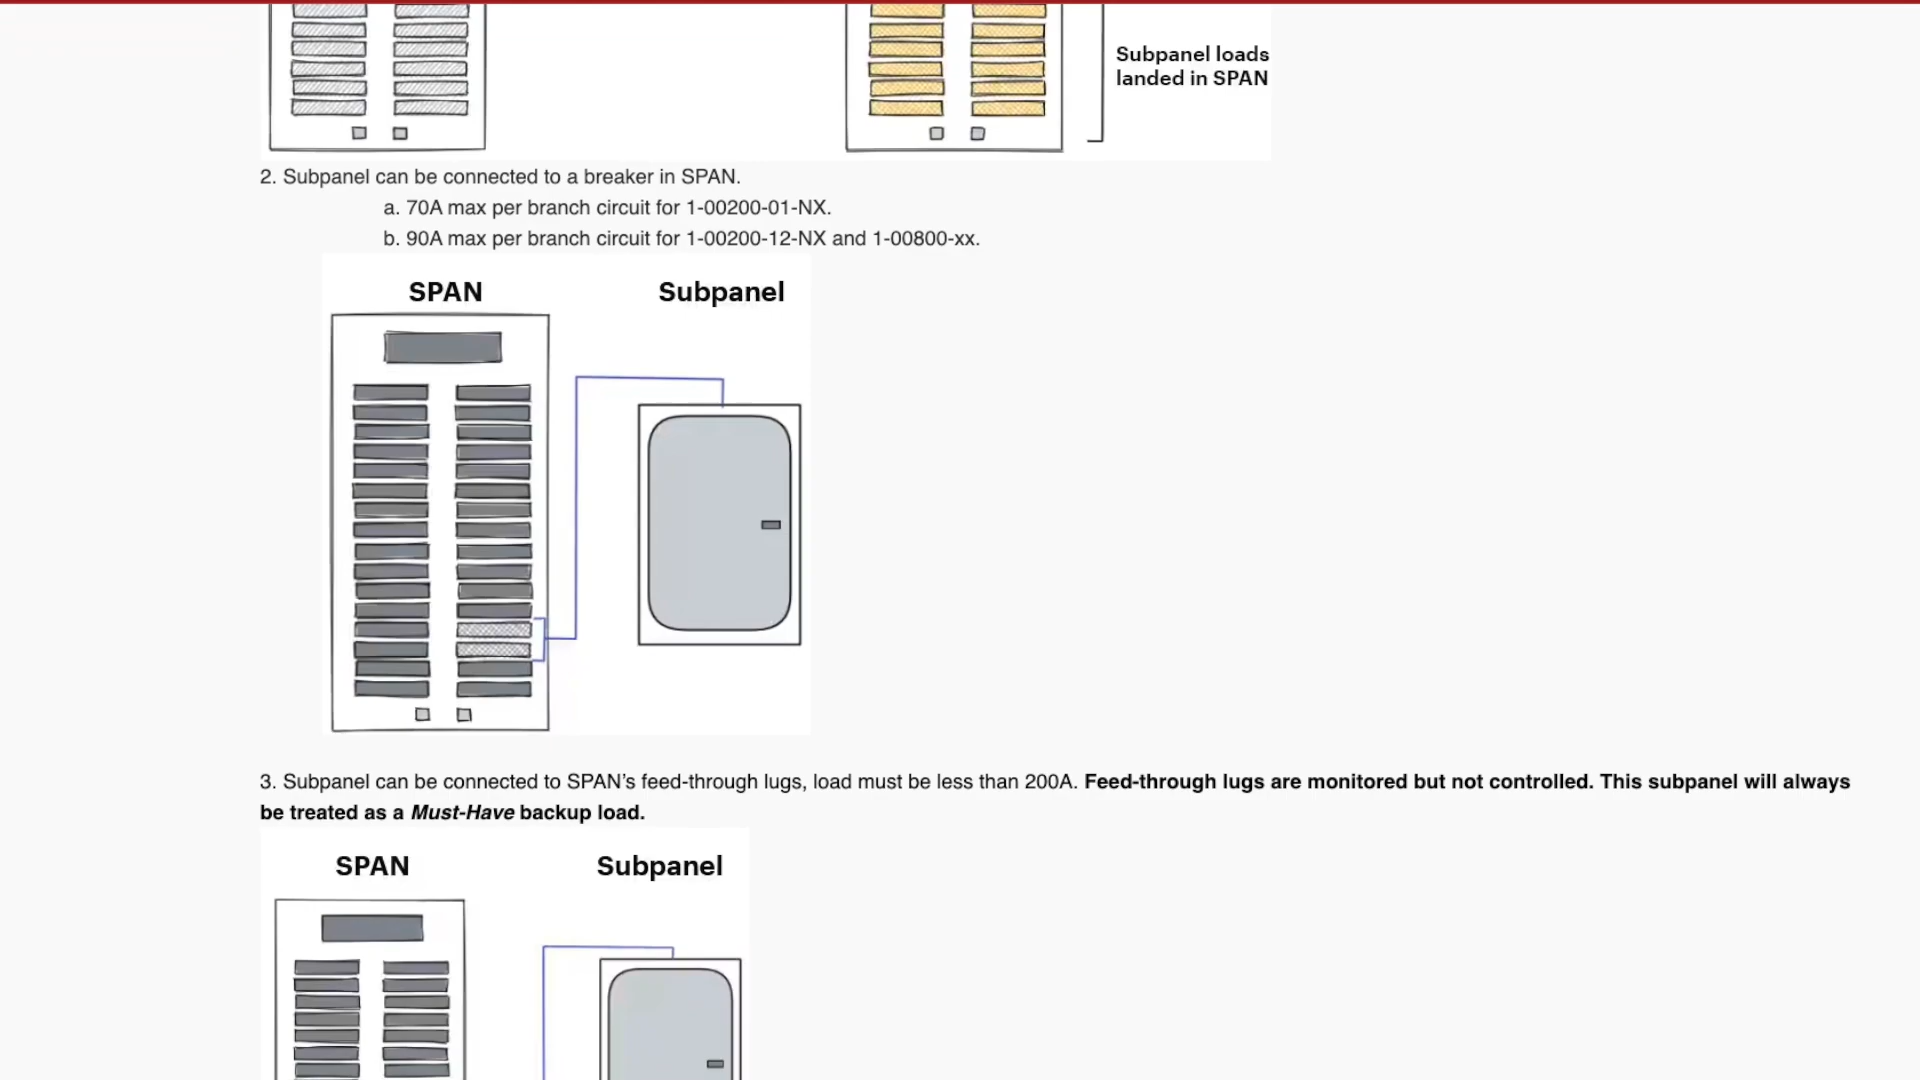 Subpanel loads
landed in SPAN
2. Subpanel can be connected to a breaker in SPAN.
a. 70A max per branch circuit for 1-00200-01-NX.
b. 90A max per branch circuit for 1-00200-12-NX and 1-00800-xx.
SPAN Subpanel
3. Subpanel can be connected to SPAN’s feed-through lugs, load must be less than 200A. Feed-through lugs are monitored but not controlled. This subpanel will always
be treated as a Must-Have backup load.
SPAN Subpanel